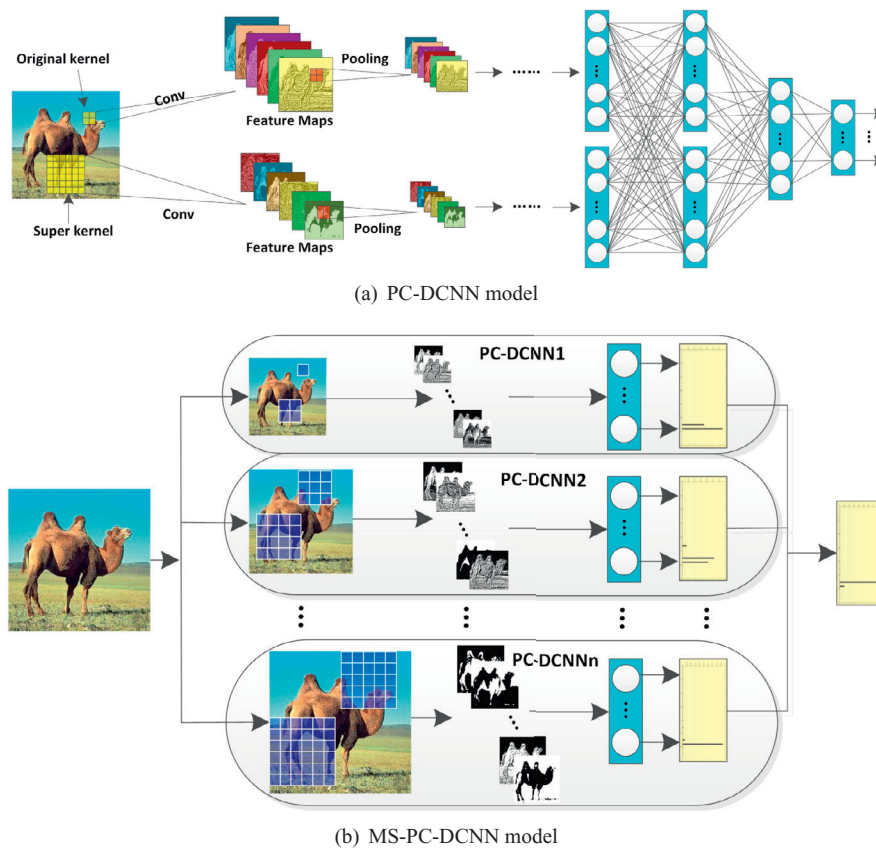 Original kernel
Conv
Pooling
Feature Maps
Super kernel
Conv
Pooling
Feature Maps
(a) PC-DCNN model
PC-DCNN1
PC-DCNN2
PC-DCNNn
(b) MS-PC-DCNN model